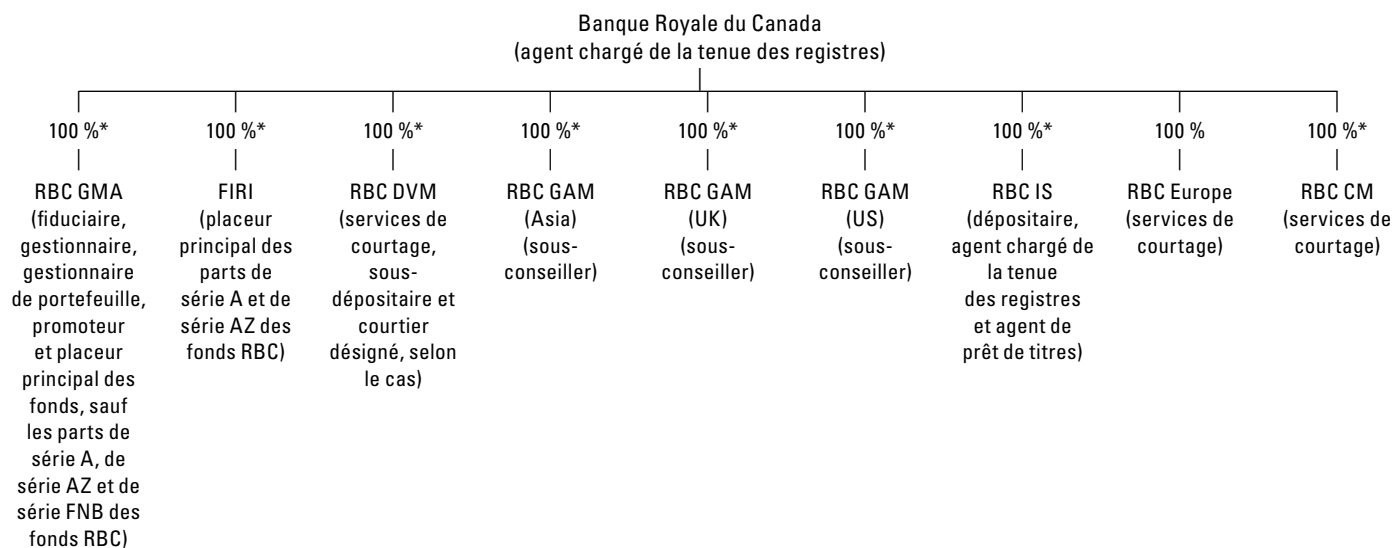 Banque Royale du Canada
(agent chargé de la tenue des registres)
100 %*
100 %*
100 %*
100 %*
100 %*
100 %*
100 %*
100 %
100 %*
RBC GMA
(fiduciaire,
gestionnaire,
gestionnaire
de portefeuille,
promoteur
et placeur
principal des
fonds, sauf
les parts de
série A, de
série AZ et de
série FNB des
fonds RBC)
FIRI
(placeur
principal des
parts de
série A et de
série AZ des
fonds RBC)
RBC DVM
(services de
courtage,
sous-
dépositaire et
courtier
désigné, selon
le cas)
RBC GAM
(Asia)
(sous-
conseiller)
RBC GAM
(UK)
(sous-
conseiller)
RBC GAM
(US)
(sous-
conseiller)
RBC IS
(dépositaire,
agent chargé de
la tenue
des registres
et agent de
prêt de titres)
RBC Europe
(services de
courtage)
RBC CM
(services de
courtage)